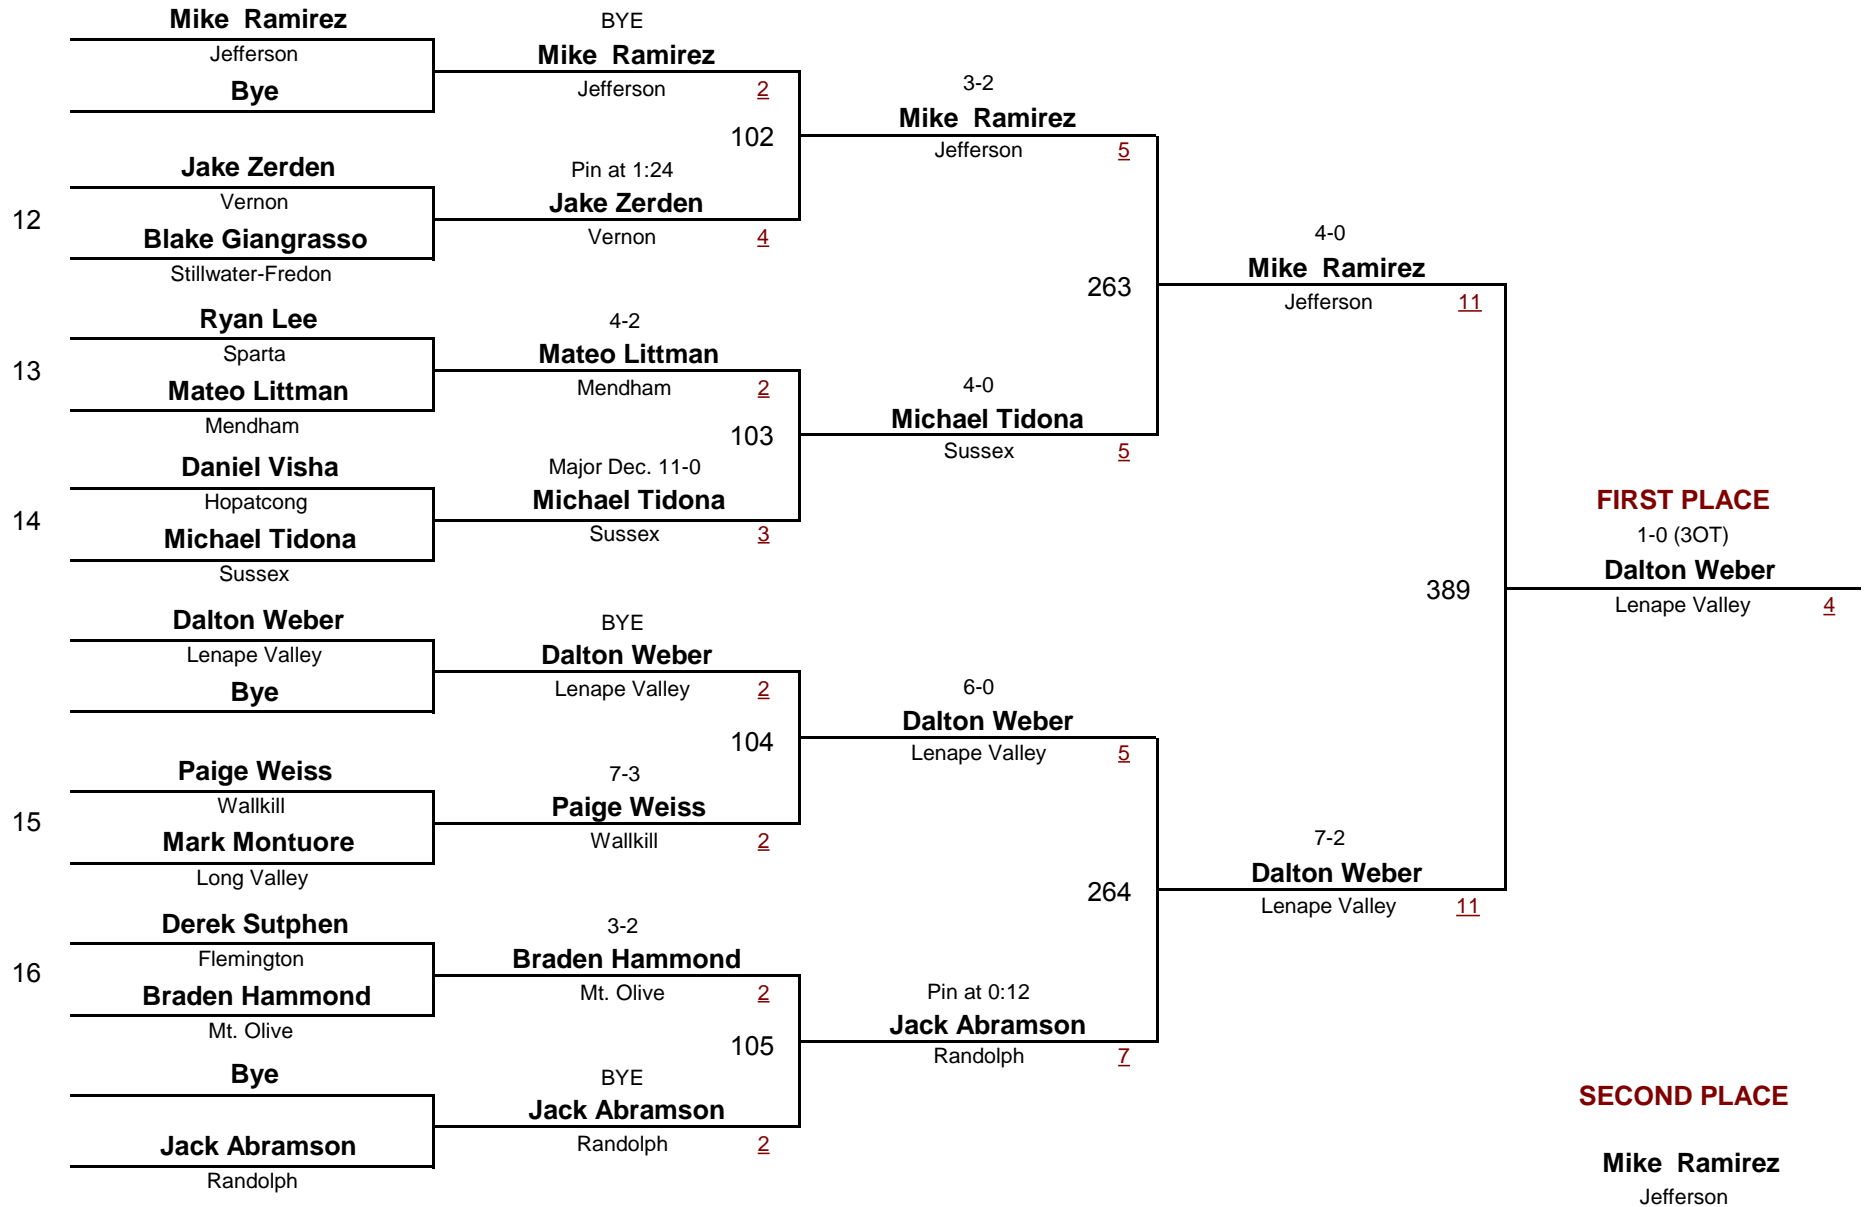 Mike  Ramirez
Jefferson
Bye
12
Jake Zerden
Vernon
Blake Giangrasso
Stillwater-Fredon
13
Ryan Lee
Sparta
Mateo Littman
Mendham
14
Daniel Visha
Hopatcong
Michael Tidona
Sussex
Dalton Weber
Lenape Valley
Bye
15
Paige Weiss
Wallkill
Mark Montuore
Long Valley
16
Derek Sutphen
Flemington
Braden Hammond
Mt. Olive
Bye
Jack Abramson
Randolph
BYE
Mike  Ramirez
Jefferson 2
102
Pin at 1:24
Jake Zerden
Vernon 4
4-2
Mateo Littman
Mendham 2
103
Major Dec. 11-0
Michael Tidona
Sussex 3
BYE
Dalton Weber
Lenape Valley 2
104
7-3
Paige Weiss
Wallkill 2
3-2
Braden Hammond
Mt. Olive 2
105
BYE
Jack Abramson
Randolph 2
3-2
Mike  Ramirez
Jefferson 5
263
4-0
Michael Tidona
Sussex 5
6-0
Dalton Weber
Lenape Valley 5
264
Pin at 0:12
Jack Abramson
Randolph 7
4-0
Mike  Ramirez
Jefferson 11
389
7-2
Dalton Weber
Lenape Valley 11
FIRST PLACE
1-0 (3OT)
Dalton Weber
Lenape Valley 4
SECOND PLACE
Mike  Ramirez
Jefferson